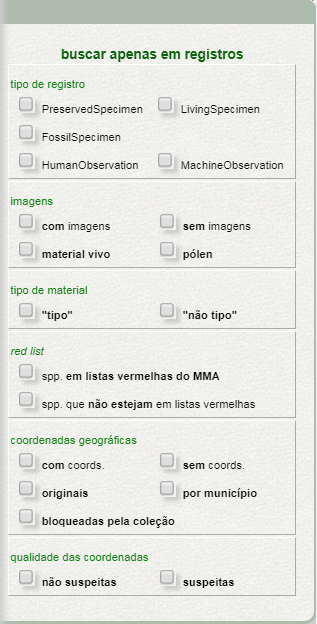 buscar apenas em registros
tipo de registro
PreservedSpecimen LivingSpecimen
FossilSpecimen
HumanObservation MachineObservation
imagens
com imagens sem imagens
material vivo pólen
tipo de material
"tipo" "não tipo"
red list
spp. em listas vermelhas do MMA
spp. que não estejam em listas vermelhas
coordenadas geográficas
com coords. sem coords.
originais por município
bloqueadas pela coleção
qualidade das coordenadas
não suspeitas suspeitas